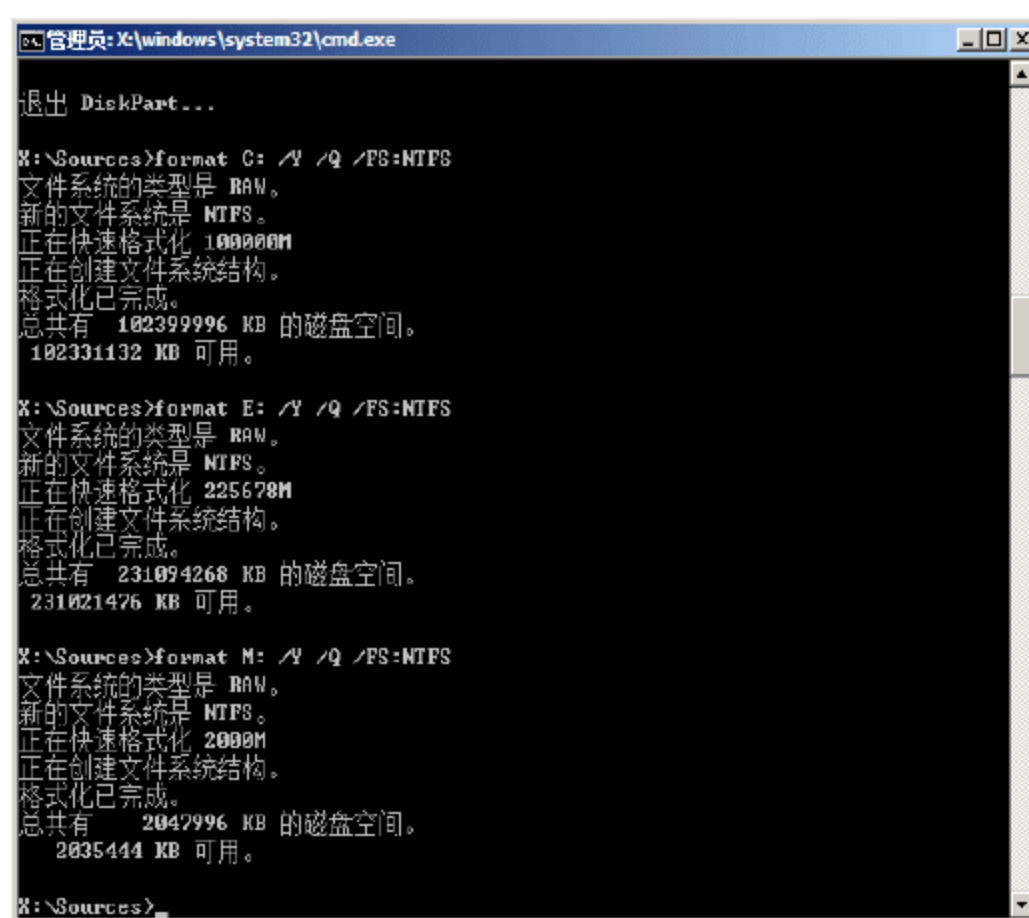 管理员: X:\windows\system32\cmd.exe
退出 DiskPart...
X:\Sources>format C: /Y /Q /FS:NTFS
文件系统的类型是 RAW。
新的文件系统是 NTFS。
正在快速格式化 100000M
正在创建文件系统结构。
格式化已完成。
总共有  102399996 KB 的磁盘空间。
102331132 KB 可用。
X:\Sources>format E: /Y /Q /FS:NTFS
文件系统的类型是 RAW。
新的文件系统是 NTFS。
正在快速格式化 225678M
正在创建文件系统结构。
格式化已完成。
总共有  231094268 KB 的磁盘空间。
231021476 KB 可用。
X:\Sources>format M: /Y /Q /FS:NTFS
文件系统的类型是 RAW。
新的文件系统是 NTFS。
正在快速格式化 2000M
正在创建文件系统结构。
格式化已完成。
总共有    2047996 KB 的磁盘空间。
2035444 KB 可用。
X:\Sources>_